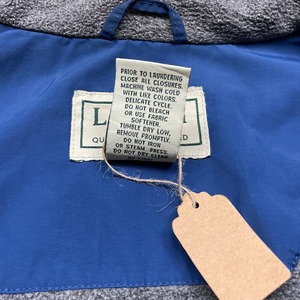 PRIOR TO LAUNDERING
CLOSE ALL CLOSURES.
MACHINE WASH COLD
WITH LIKE COLORS.
DELICATE CYCLE.
DO NOT BLEACH
OR USE FABRIC
SOFTENER.
TUMBLE DRY LOW,
REMOVE PROMPTLY.
DO NOT IRON
OR STEAM PRESS.
DO NOT DRY CLEAN